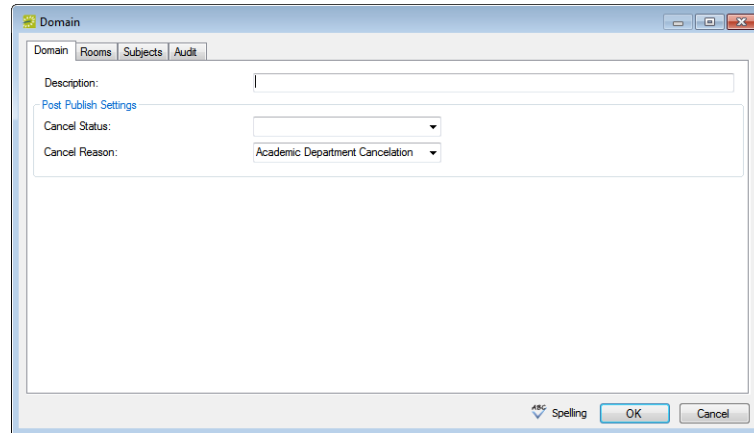 Domain
Domain Rooms Subjects Audit
Description:
Post Publish Settings
Cancel Status:
Cancel Reason: Academic Department Cancelation
ABC Spelling OK Cancel